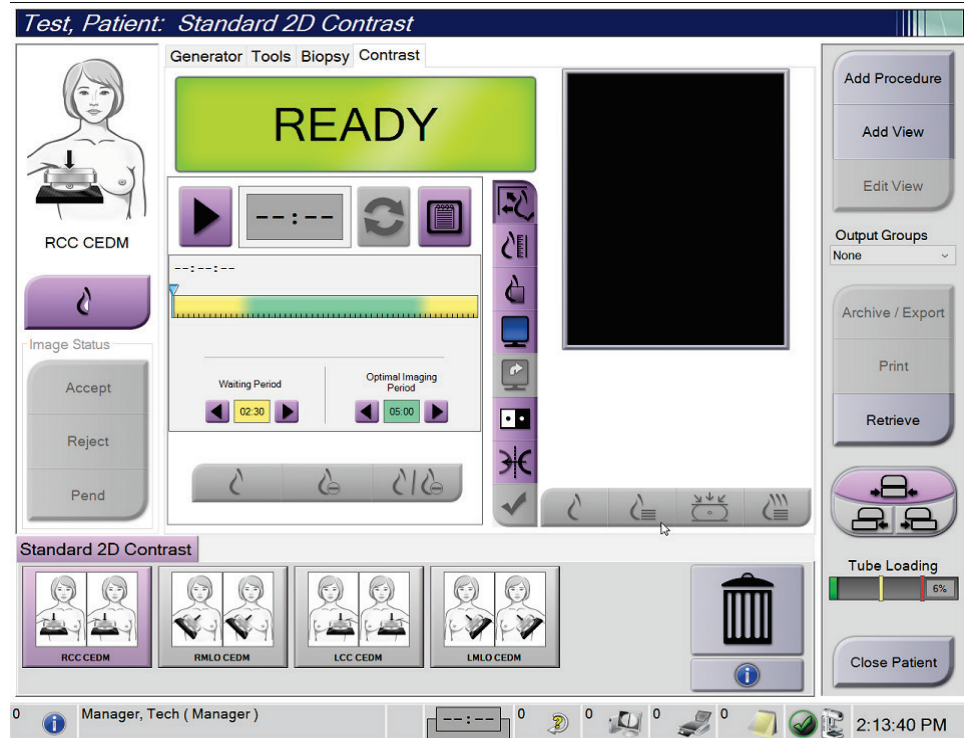 Test, Patient: Standard 2D Contrast
Generator Tools Biopsy Contrast
READY
RCC CEDM
--:--
--:--:--
Waiting Period
Optimal Imaging
Period
02:30
05:00
Image Status
Accept
Reject
Pend
Add Procedure
Add View
Edit View
Output Groups
None
Archive / Export
Print
Retrieve
Tube Loading
6%
Close Patient
Standard 2D Contrast
RCC CEDM
RMLO CEDM
LCC CEDM
LMLO CEDM
0
Manager, Tech ( Manager )
--:--
0
0
0
0
2:13:40 PM